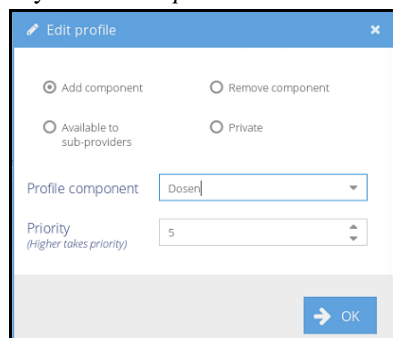 Edit profile
Add component
Remove component
Available to
sub-providers
Private
Profile component
Dosen
Priority
(Higher takes priority)
5
OK